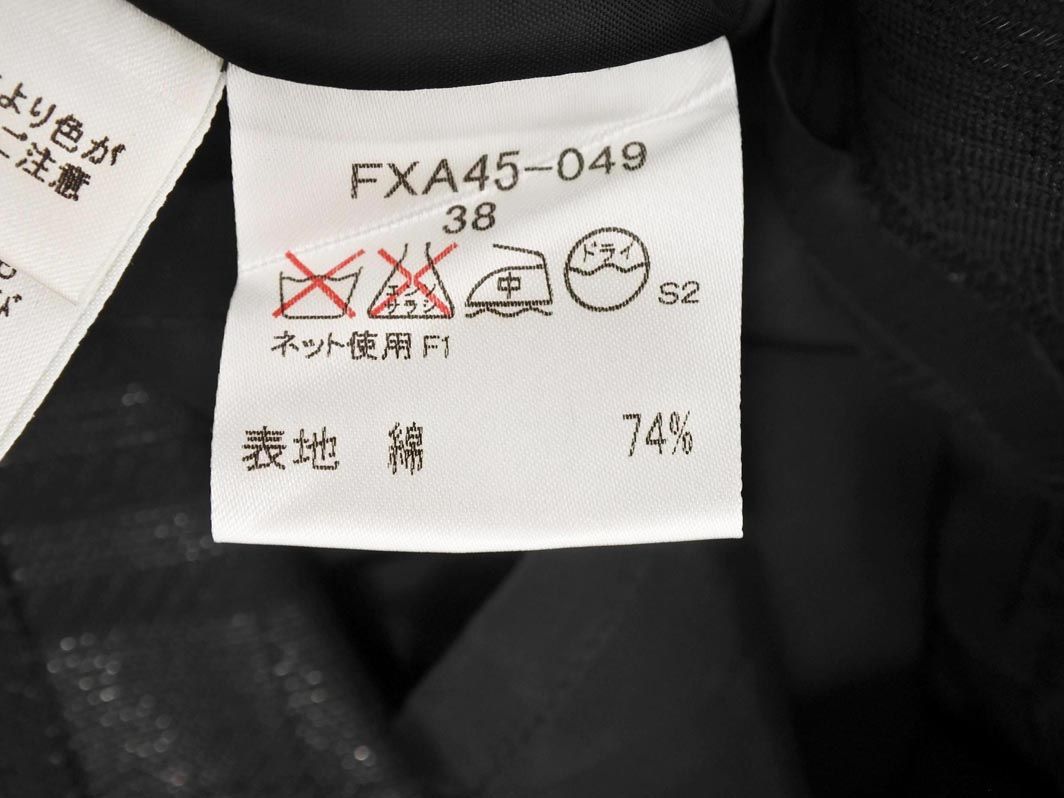 より色が
ご注意
FXA45-049
38
エンソ
サラシ
中
ドライ
S2
ネット使用 F1
表地 綿 74%